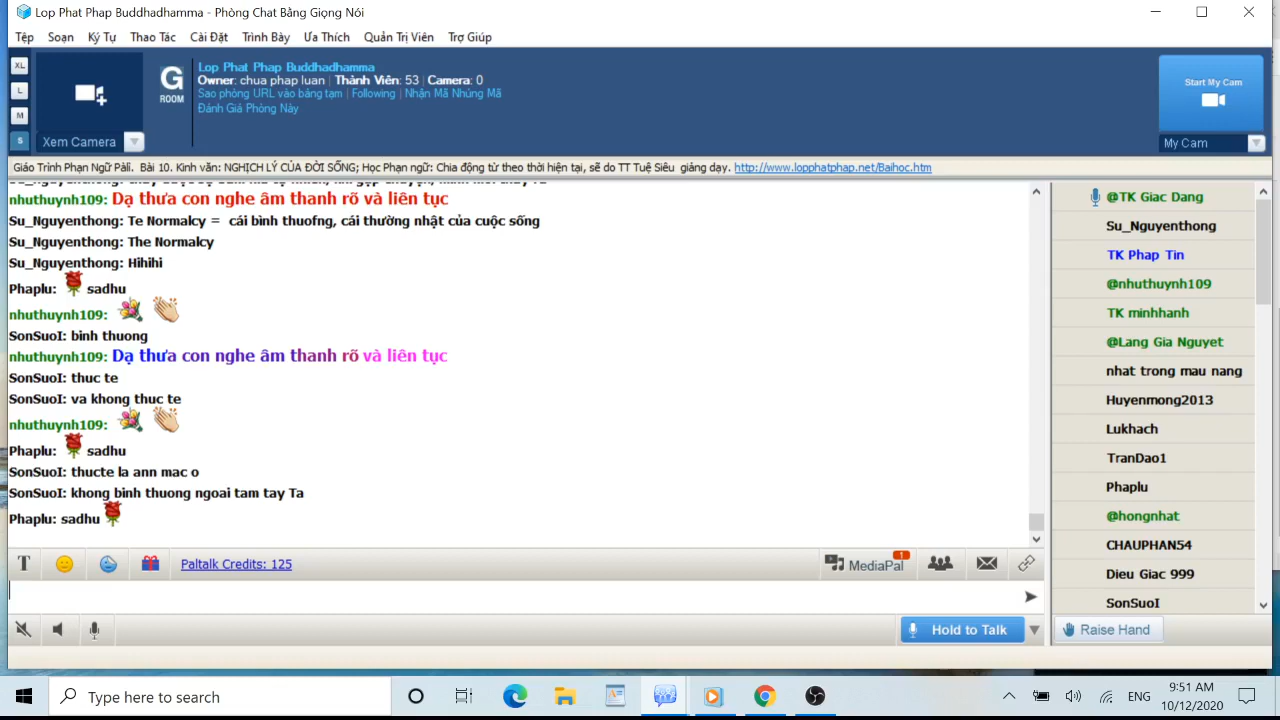 Lop Phat Phap Buddhadhamma - Phòng Chat Bằng Giọng Nói
Tệp Soạn Ký Tự Thao Tác Cài Đặt Trình Bày Ưa Thích Quản Trị Viên Trợ Giúp
XL
L
M
S
Xem Camera
G
ROOM
Lop Phat Phap Buddhadhamma
Owner: chua phap luan | Thành Viên: 53 | Camera: 0
Sao phòng URL vào bảng tạm | Following | Nhận Mã Nhúng Mã
Đánh Giá Phòng Này
Start My Cam
My Cam
Giáo Trình Phạn Ngữ Pàli. Bài 10. Kinh văn: NGHỊCH LÝ CỦA ĐỜI SỐNG; Học Phạn ngữ: Chia động từ theo thời hiện tại, sẽ do TT Tuệ Siêu giảng dạy. http://www.lopphatphap.net/Baihoc.htm
nhuthuynh109: Dạ thưa con nghe âm thanh rõ và liên tục
Su_Nguyenthong: Te Normalcy = cái bình thuofng, cái thường nhật của cuộc sống
Su_Nguyenthong: The Normalcy
Su_Nguyenthong: Hihihi
Phaplu: sadhu
nhuthuynh109:
SonSuoI: bình thuong
nhuthuynh109: Dạ thưa con nghe âm thanh rõ và liên tục
SonSuoI: thuc te
SonSuoI: va khong thuc te
nhuthuynh109:
Phaplu: sadhu
SonSuoI: thucte la ann mac o
SonSuoI: khong binh thuong ngoai tam tay Ta
Phaplu: sadhu
@TK Giac Dang
Su_Nguyenthong
TK Phap Tin
@nhuthuynh109
TK minhhanh
@Lang Gia Nguyet
nhat trong mau nang
Huyenmong2013
Lukhach
TranDao1
Phaplu
@hongnhat
CHAUPHAN54
Dieu Giac 999
SonSuoI
T Paltalk Credits: 125 MediaPal 1
Hold to Talk Raise Hand
Type here to search
ENG
9:51 AM
10/12/2020